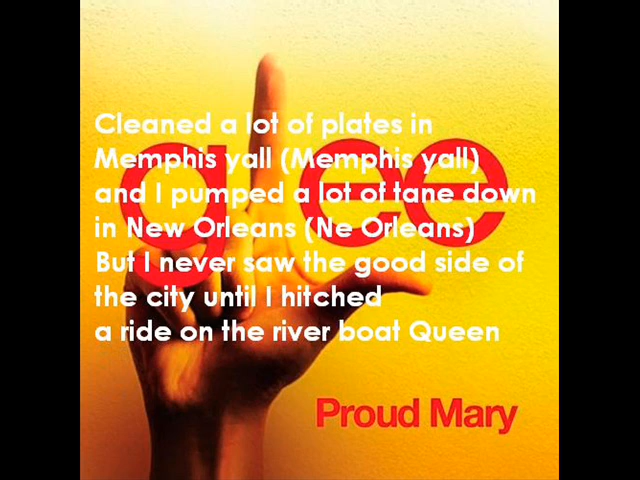 Cleaned a lot of plates in
Memphis yall (Memphis yall)
and I pumped a lot of tane down
in New Orleans (Ne Orleans)
But I never saw the good side of
the city until I hitched
a ride on the river boat Queen
glee
Proud Mary